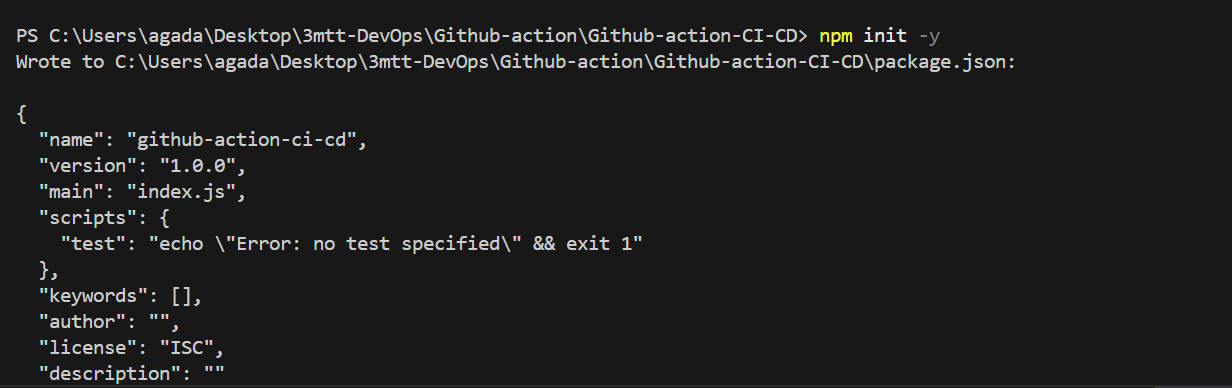 PS C:\Users\agada\Desktop\3mtt-DevOps\Github-action\Github-action-CI-CD> npm init -y
Wrote to C:\Users\agada\Desktop\3mtt-DevOps\Github-action\Github-action-CI-CD\package.json:
{
  "name": "github-action-ci-cd",
  "version": "1.0.0",
  "main": "index.js",
  "scripts": {
    "test": "echo \"Error: no test specified\" && exit 1"
  },
  "keywords": [],
  "author": "",
  "license": "ISC",
  "description": ""